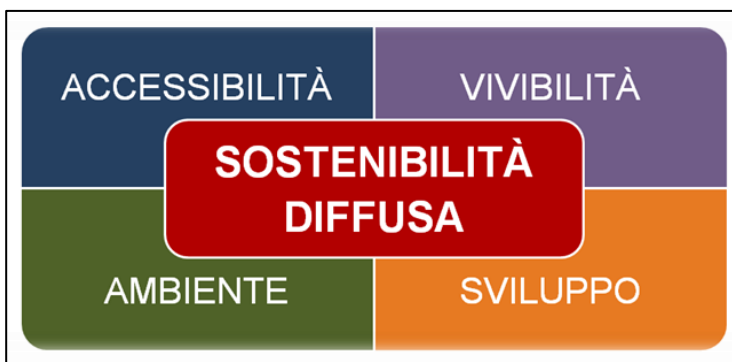 ACCESSIBILITÀ
VIVIBILITÀ
SOSTENIBILITÀ
DIFFUSA
AMBIENTE
SVILUPPO